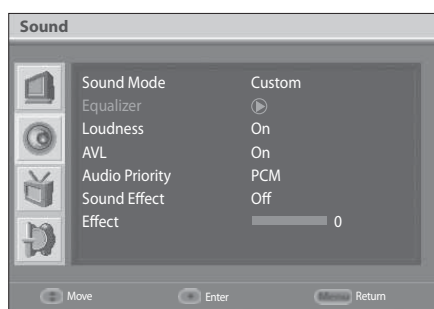 Sound
Sound Mode Custom
Equalizer
Loudness On
AVL On
Audio Priority PCM
Sound Effect Off
Effect 0
Move Enter Menu Return